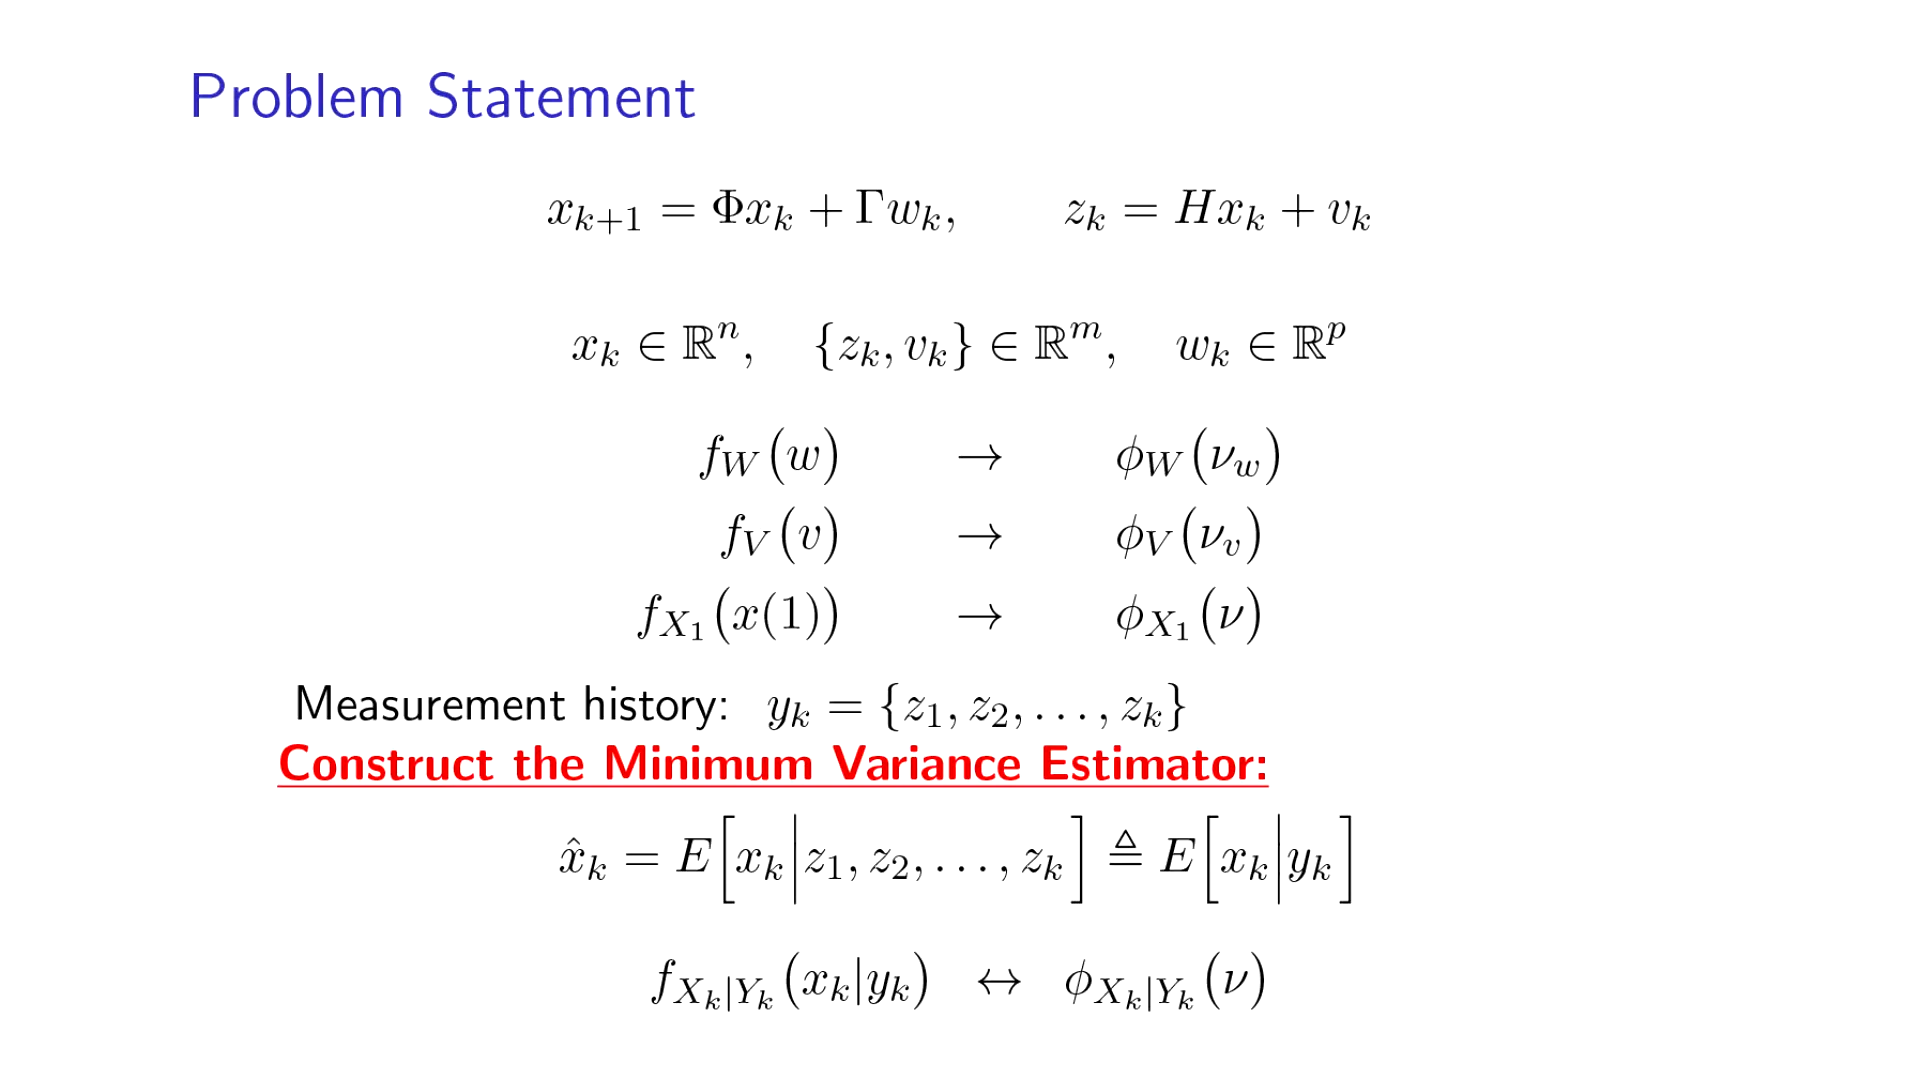 Problem Statement
x_{k+1} = Φx_k + Γw_k, z_k = Hx_k + v_k
x_k ∈ ℝ^n, {z_k, v_k} ∈ ℝ^m, w_k ∈ ℝ^p
f_W(w) → ϕ_W(ν_w)
f_V(v) → ϕ_V(ν_v)
f_{X_1}(x(1)) → ϕ_{X_1}(ν)
Measurement history: y_k = {z_1, z_2, . . . , z_k}
Construct the Minimum Variance Estimator:
x̂_k = E[x_k|z_1, z_2, . . . , z_k] ≜ E[x_k|y_k]
f_{X_k|Y_k}(x_k|y_k) ↔ ϕ_{X_k|Y_k}(ν)